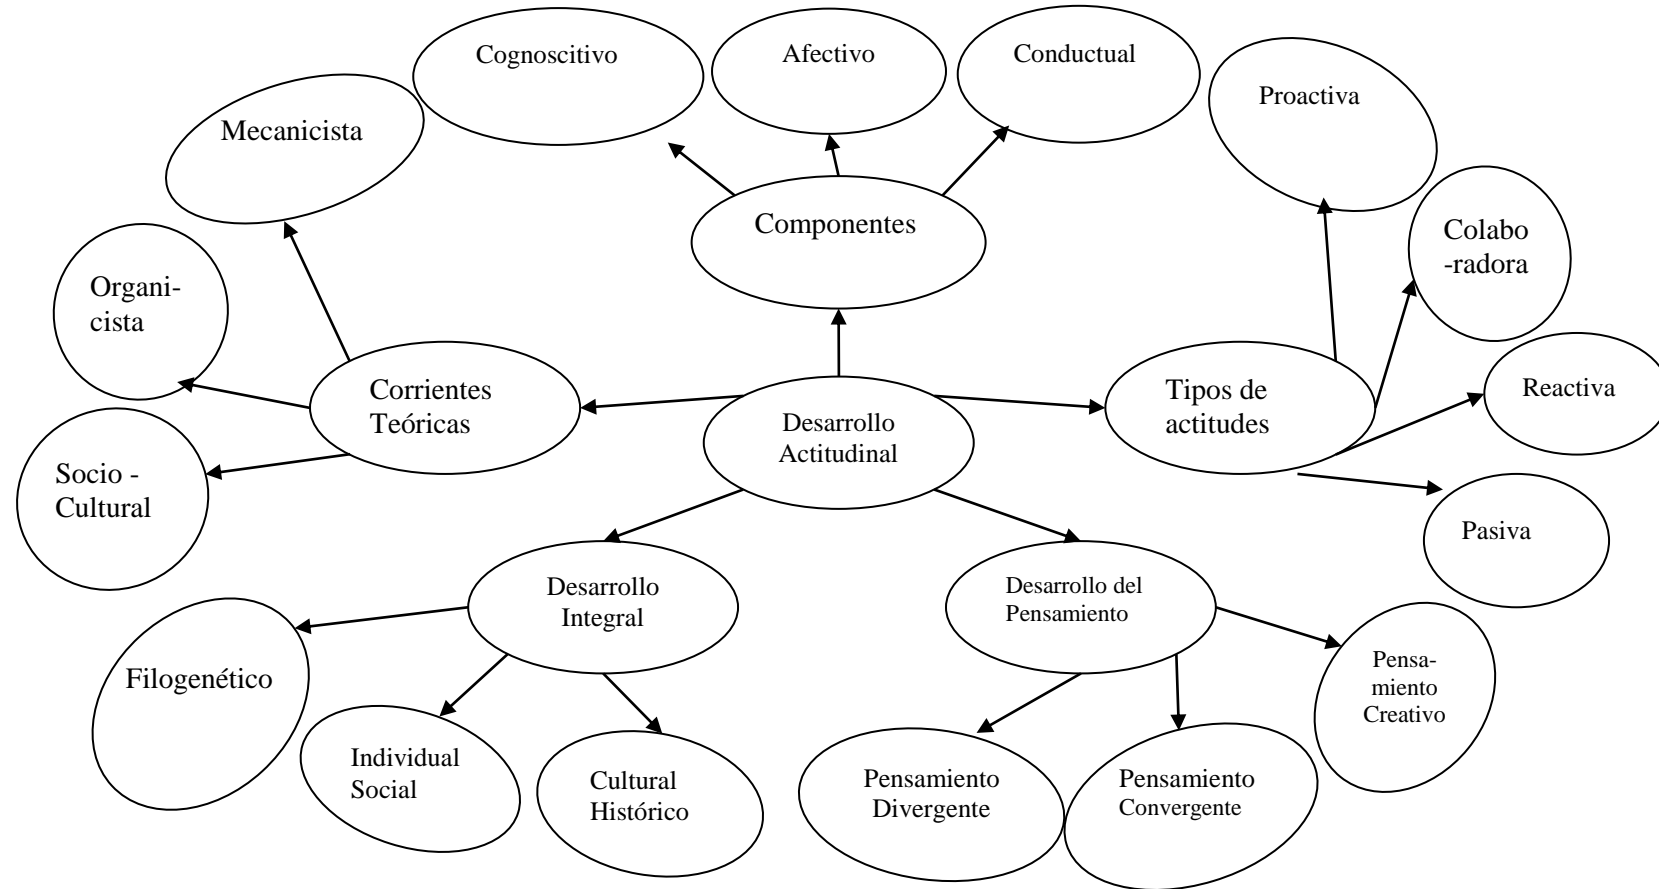 Cognoscitivo
Afectivo
Conductual
Proactiva
Mecanicista
Componentes
Colabo
-radora
Organi-
cista
Corrientes
Teóricas
Desarrollo
Actitudinal
Tipos de
actitudes
Reactiva
Socio -
Cultural
Pasiva
Desarrollo
Integral
Desarrollo del
Pensamiento
Filogenético
Pensa-
miento
Creativo
Individual
Social
Cultural
Histórico
Pensamiento
Divergente
Pensamiento
Convergente